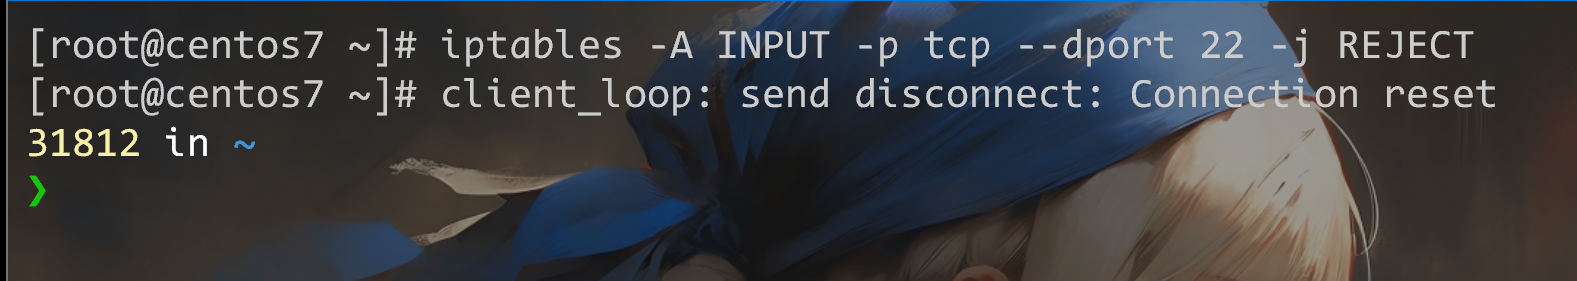 [root@centos7 ~]# iptables -A INPUT -p tcp --dport 22 -j REJECT
[root@centos7 ~]# client_loop: send disconnect: Connection reset
31812 in ~
❯